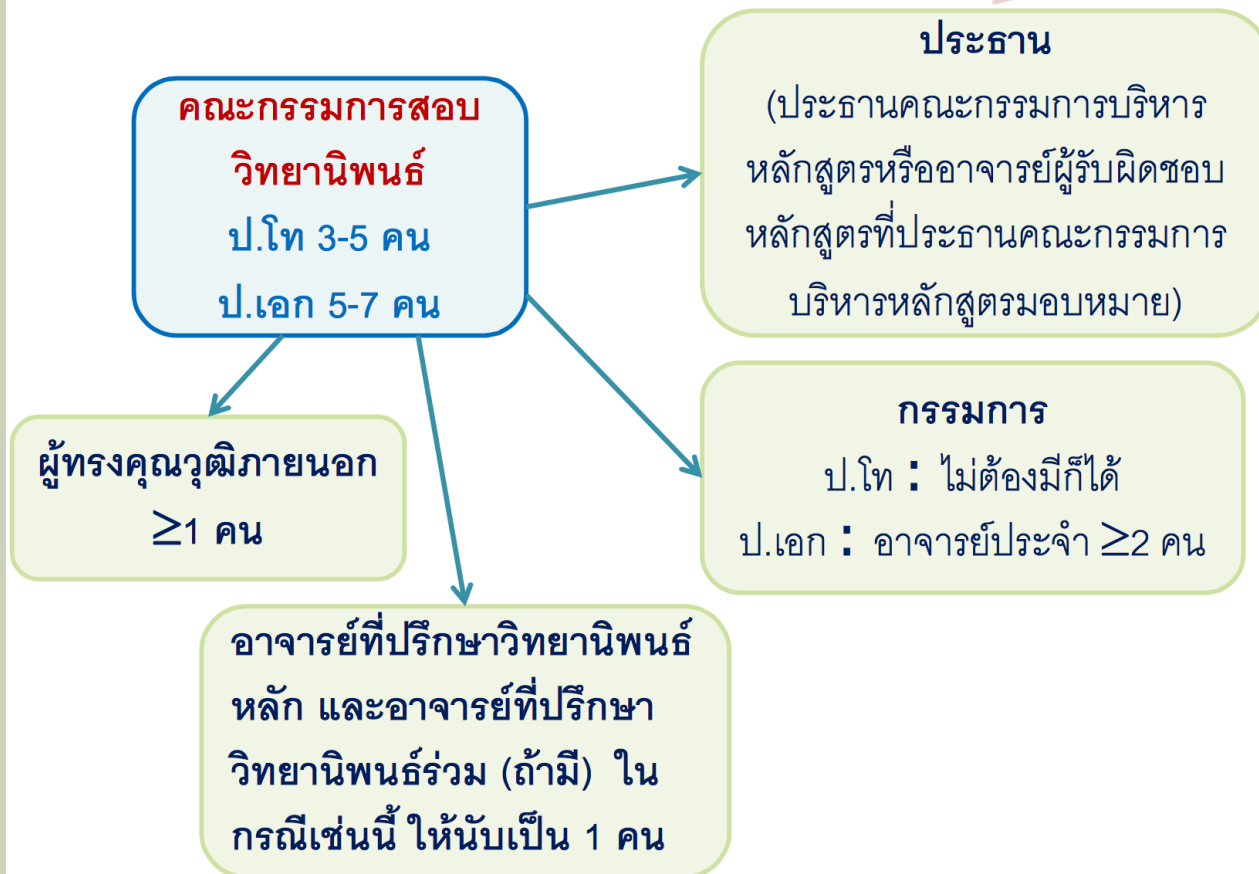 คณะกรรมการสอบ
วิทยานิพนธ์
ป.โท 3-5 คน
ป.เอก 5-7 คน
ประธาน
(ประธานคณะกรรมการบริหาร
หลักสูตรหรืออาจารย์ผู้รับผิดชอบ
หลักสูตรที่ประธานคณะกรรมการ
บริหารหลักสูตรมอบหมาย)
กรรมการ
ป.โท : ไม่ต้องมีก็ได้
ป.เอก : อาจารย์ประจำ ≥2 คน
ผู้ทรงคุณวุฒิภายนอก
≥1 คน
อาจารย์ที่ปรึกษาวิทยานิพนธ์
หลัก และอาจารย์ที่ปรึกษา
วิทยานิพนธ์ร่วม (ถ้ามี) ใน
กรณีเช่นนี้ ให้นับเป็น 1 คน